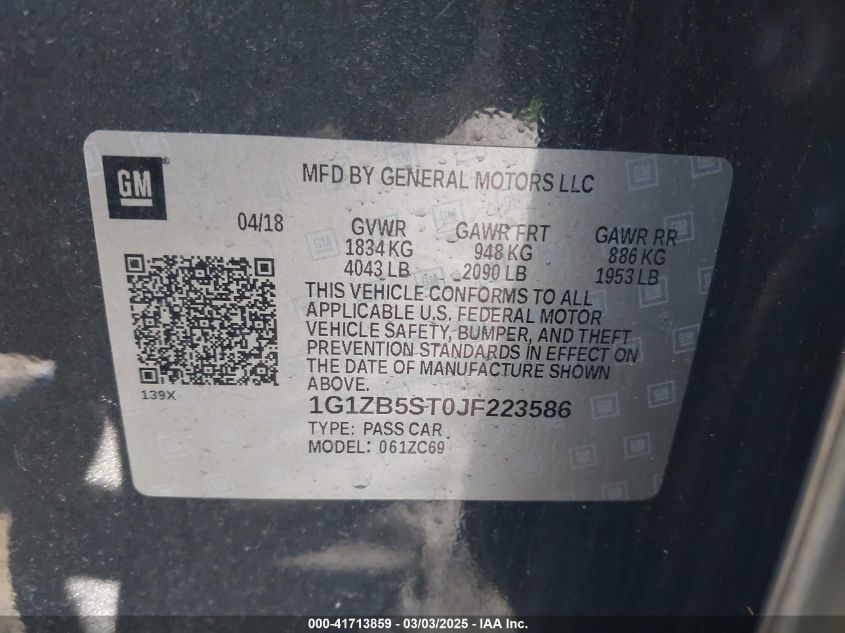 GM
MFD BY GENERAL MOTORS LLC
04/18
GVWR GAWR FRT GAWR RR
1834 KG 948 KG 886 KG
4043 LB 2090 LB 1953 LB
THIS VEHICLE CONFORMS TO ALL
APPLICABLE U.S. FEDERAL MOTOR
VEHICLE SAFETY, BUMPER, AND THEFT
PREVENTION STANDARDS IN EFFECT ON
THE DATE OF MANUFACTURE SHOWN
ABOVE.
139X
1G1ZB5ST0JF223586
TYPE: PASS CAR
MODEL: 061ZC69
000-41713859 — 03/03/2025 — IAA Inc.